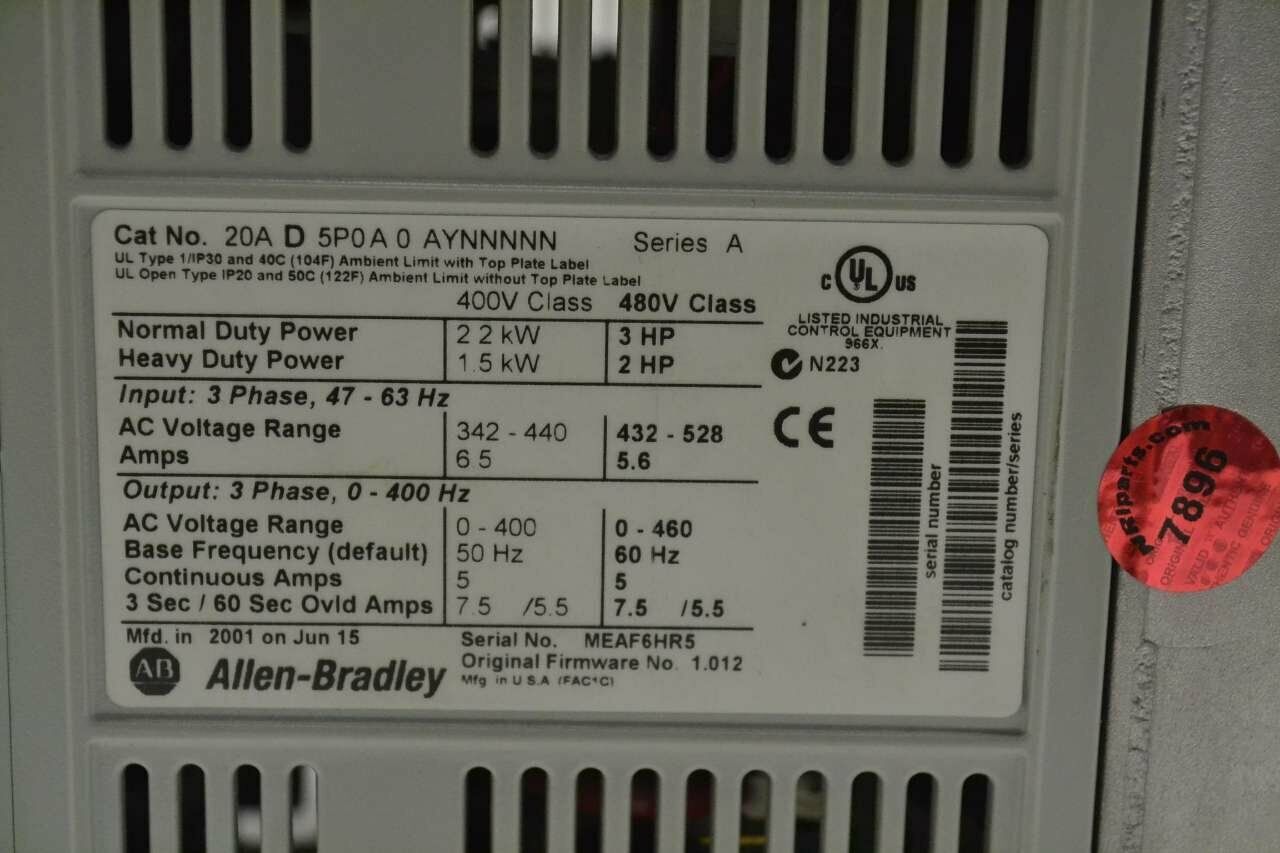 Cat No. 20A D 5P0 A 0 AYNNNNN Series A
UL Type 1/IP30 and 40C (104F) Ambient Limit with Top Plate Label
UL Open Type IP20 and 50C (122F) Ambient Limit without Top Plate Label
400V Class 480V Class
Normal Duty Power 2 2 kW 3 HP
Heavy Duty Power 1.5 kW 2 HP
Input: 3 Phase, 47 - 63 Hz
AC Voltage Range 342 - 440 432 - 528
Amps 6 5 5.6
Output: 3 Phase, 0 - 400 Hz
AC Voltage Range 0 - 400 0 - 460
Base Frequency (default) 50 Hz 60 Hz
Continuous Amps 5 5
3 Sec / 60 Sec Ovld Amps 7.5 /5.5 7.5 /5.5
Mfd. in 2001 on Jun 15 Serial No. MEAF6HR5
Original Firmware No. 1.012
Mfg in U S.A (FAC1C)
AB Allen-Bradley
C UL US
LISTED INDUSTRIAL
CONTROL EQUIPMENT
966X.
N223
CE
serial number
catalog number/series
PRIparts.com
7896